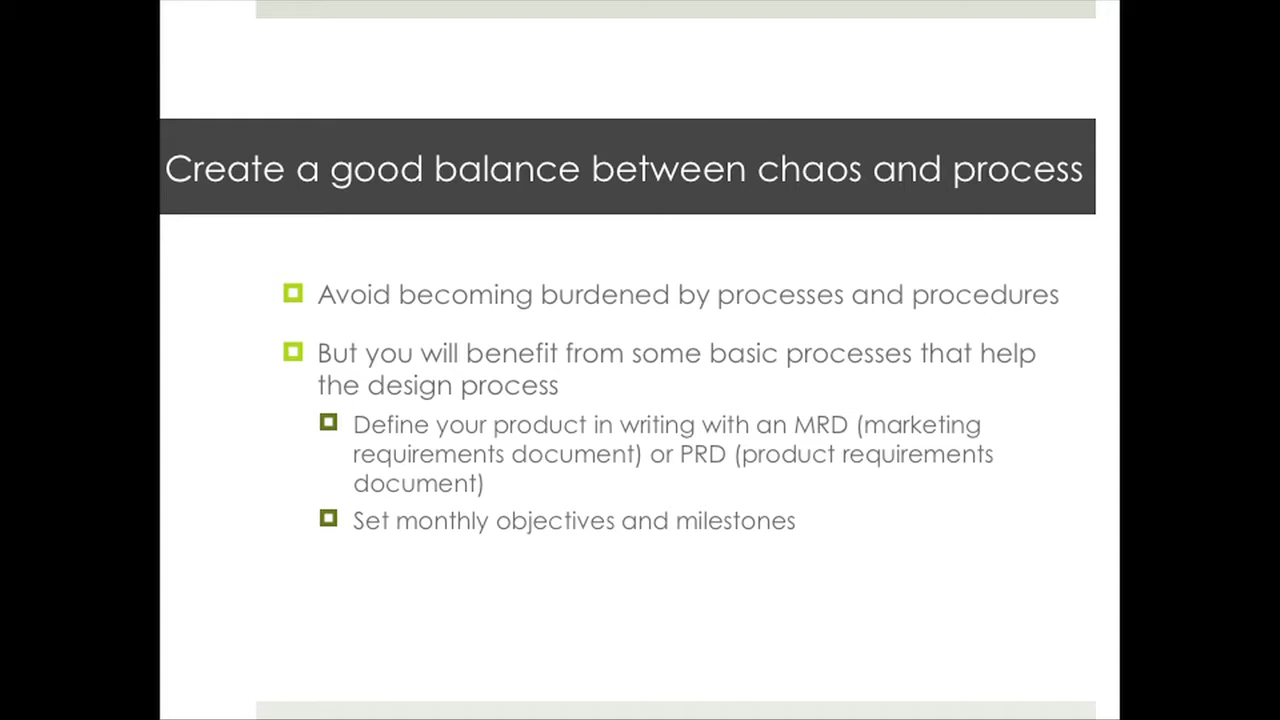 Create a good balance between chaos and process
Avoid becoming burdened by processes and procedures
But you will benefit from some basic processes that help
the design process
Define your product in writing with an MRD (marketing
requirements document) or PRD (product requirements
document)
Set monthly objectives and milestones